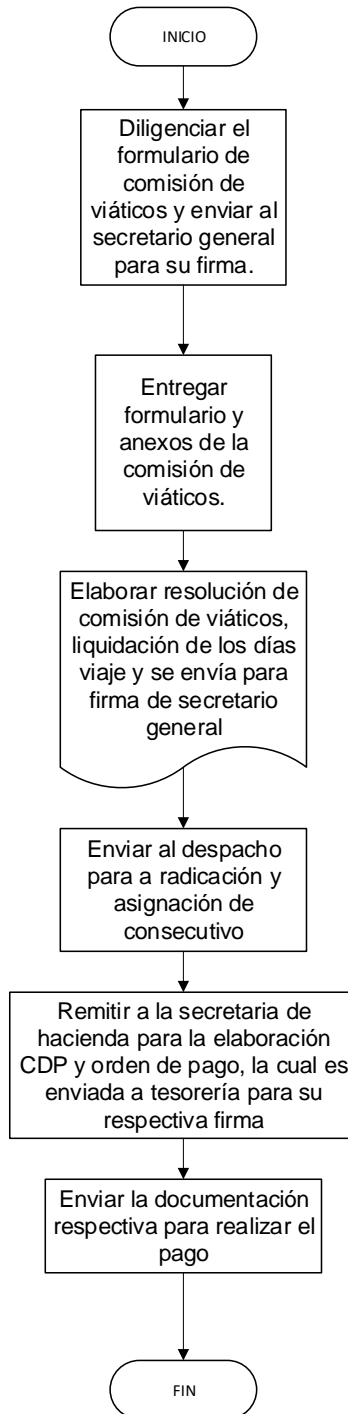 INICIO
Diligenciar el
formulario de
comisión de
viáticos y enviar al
secretario general
para su firma.
Entregar
formulario y
anexos de la
comisión de
viáticos.
Elaborar resolución de
comisión de viáticos,
liquidación de los días
viaje y se envía para
firma de secretario
general
Enviar al despacho
para a radicación y
asignación de
consecutivo
Remitir a la secretaria de
hacienda para la elaboración
CDP y orden de pago, la cual es
enviada a tesorería para su
respectiva firma
Enviar la documentación
respectiva para realizar el
pago
FIN